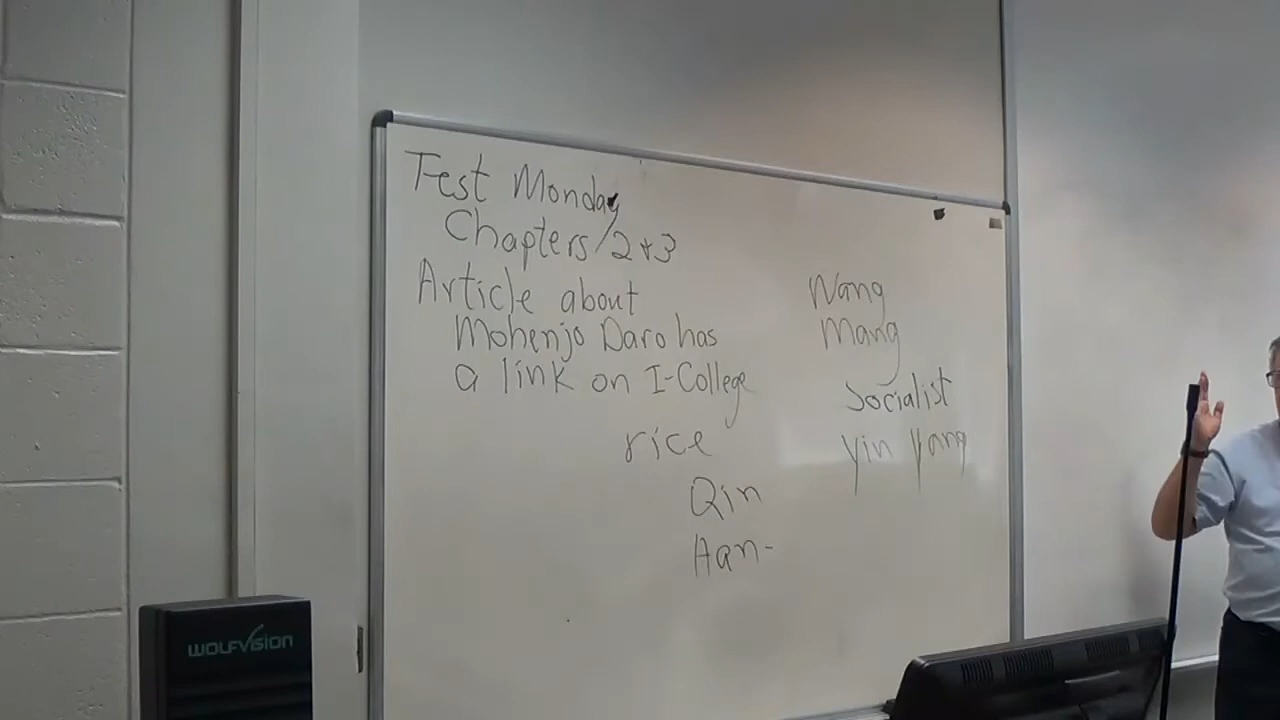 Test Monday
Chapters/2+3
Article about
Mohenjo Daro has
a link on I-College
rice
Qin
Han-
Wang
Mang
Socialist
Yin Yang
WOLFVISION